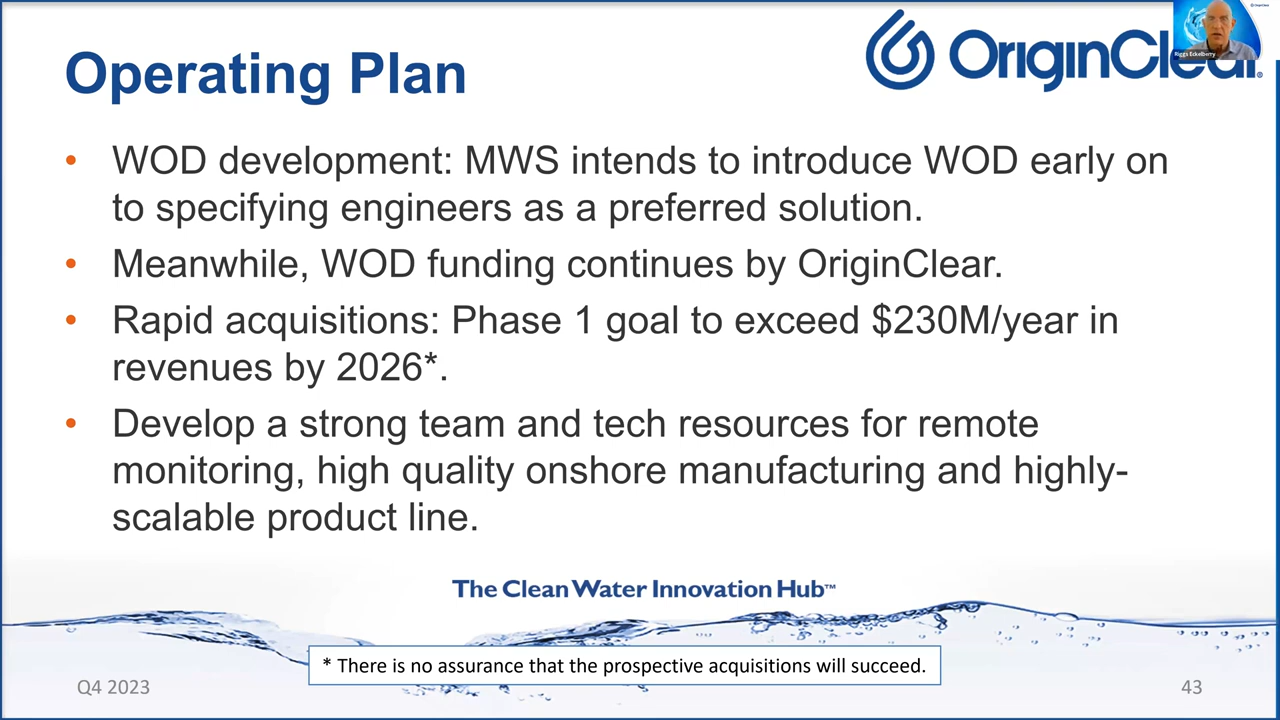 Operating Plan
OriginClear
Riggs Eckelberry
• WOD development: MWS intends to introduce WOD early on
to specifying engineers as a preferred solution.
• Meanwhile, WOD funding continues by OriginClear.
• Rapid acquisitions: Phase 1 goal to exceed $230M/year in
revenues by 2026*.
• Develop a strong team and tech resources for remote
monitoring, high quality onshore manufacturing and highly-
scalable product line.
The Clean Water Innovation Hub™
* There is no assurance that the prospective acquisitions will succeed.
Q4 2023
43